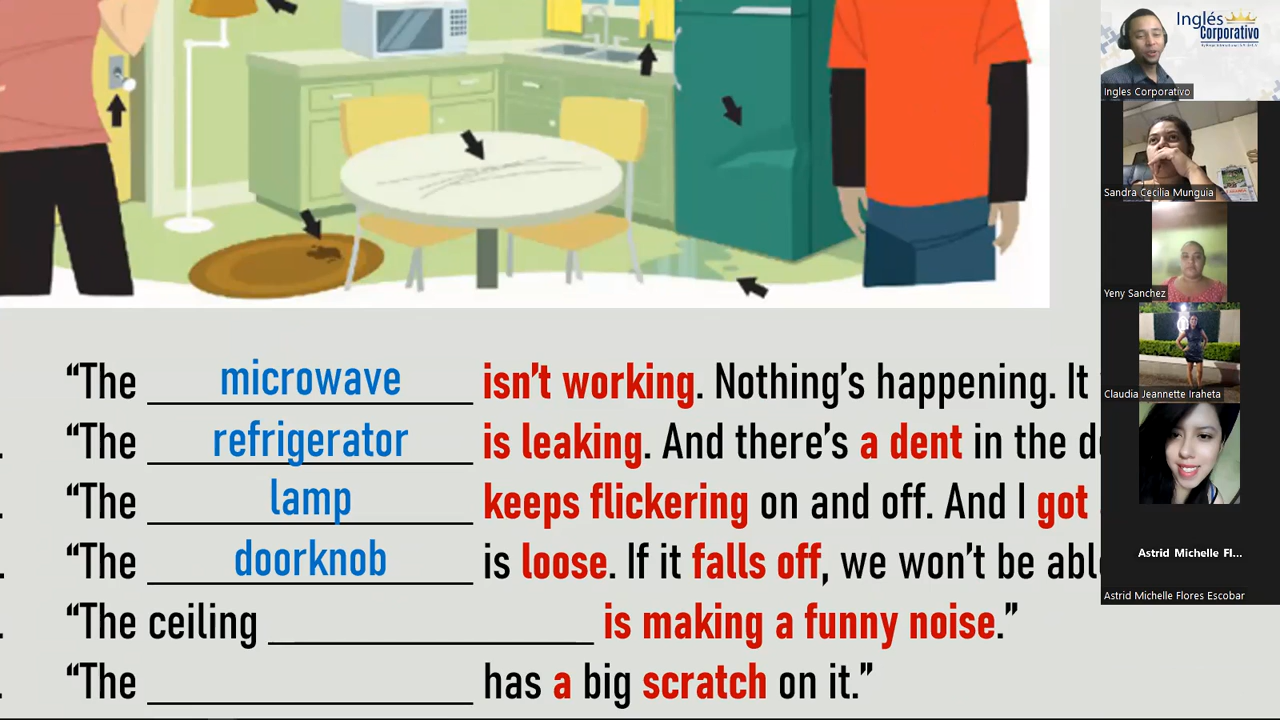 Inglés
Corporativo
Ingles Corporativo
Sandra Cecilia Munguia
Yeny Sanchez
Claudia Jeannette Iraheta
Astrid Michelle Fl...
Astrid Michelle Flores Escobar
“The microwave isn’t working. Nothing’s happening. It
. “The refrigerator is leaking. And there’s a dent in the d
“The lamp keeps flickering on and off. And I got
. “The doorknob is loose. If it falls off, we won’t be abl
. “The ceiling ____ is making a funny noise.”
. “The ____ has a big scratch on it.”